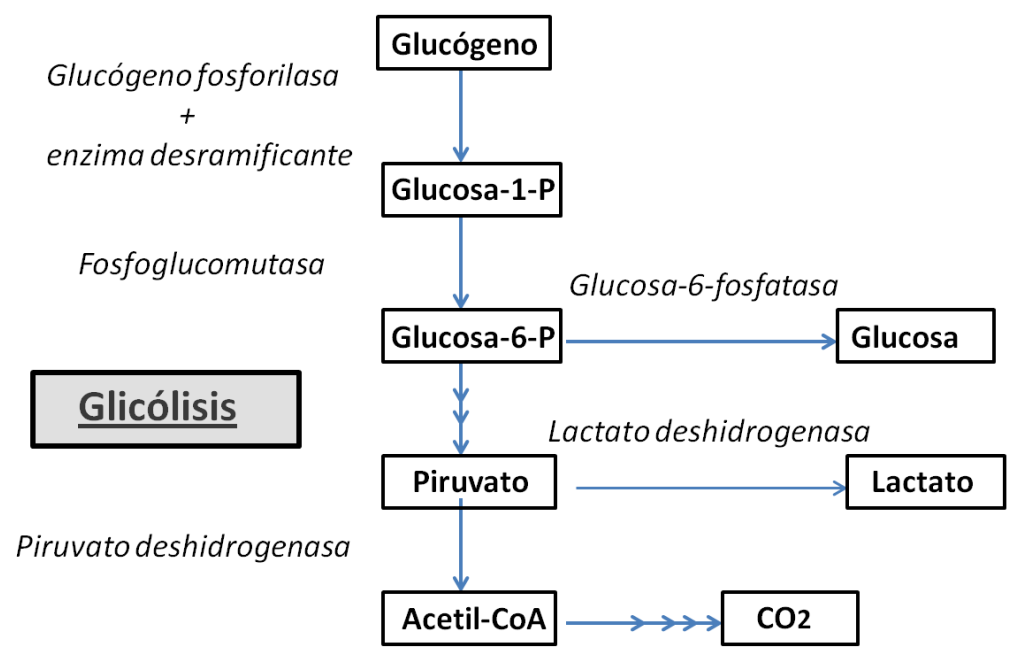 Glucógeno
Glucógeno fosforilasa
+
enzima desramificante
Glucosa-1-P
Fosfoglucomutasa
Glucosa-6-fosfatasa
Glucosa-6-P
Glucosa
Glicólisis
Lactato deshidrogenasa
Piruvato
Lactato
Piruvato deshidrogenasa
Acetil-CoA
CO2